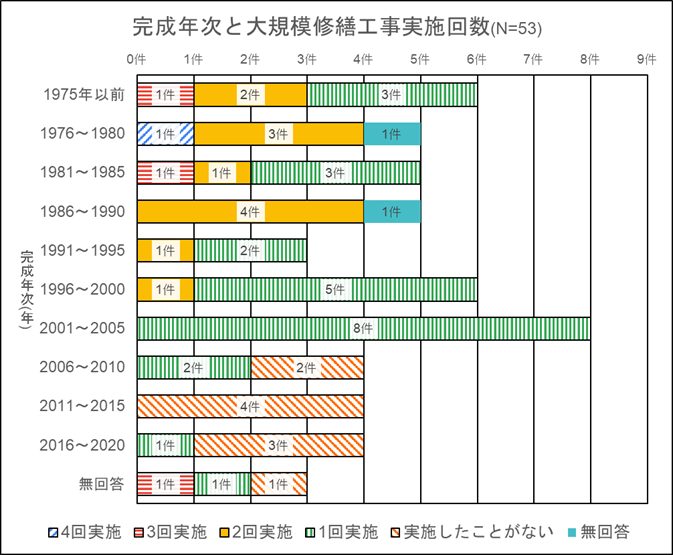 完成年次と大規模修繕工事実施回数(N=53)
0件 1件 2件 3件 4件 5件 6件 7件 8件 9件
完成年次(年)
1975年以前 1件 2件 3件
1976～1980 1件 3件 1件
1981～1985 1件 1件 3件
1986～1990 4件 1件
1991～1995 1件 2件
1996～2000 1件 5件
2001～2005 8件
2006～2010 2件 2件
2011～2015 4件
2016～2020 1件 3件
無回答 1件 1件 1件
4回実施 3回実施 2回実施 1回実施 実施したことがない 無回答